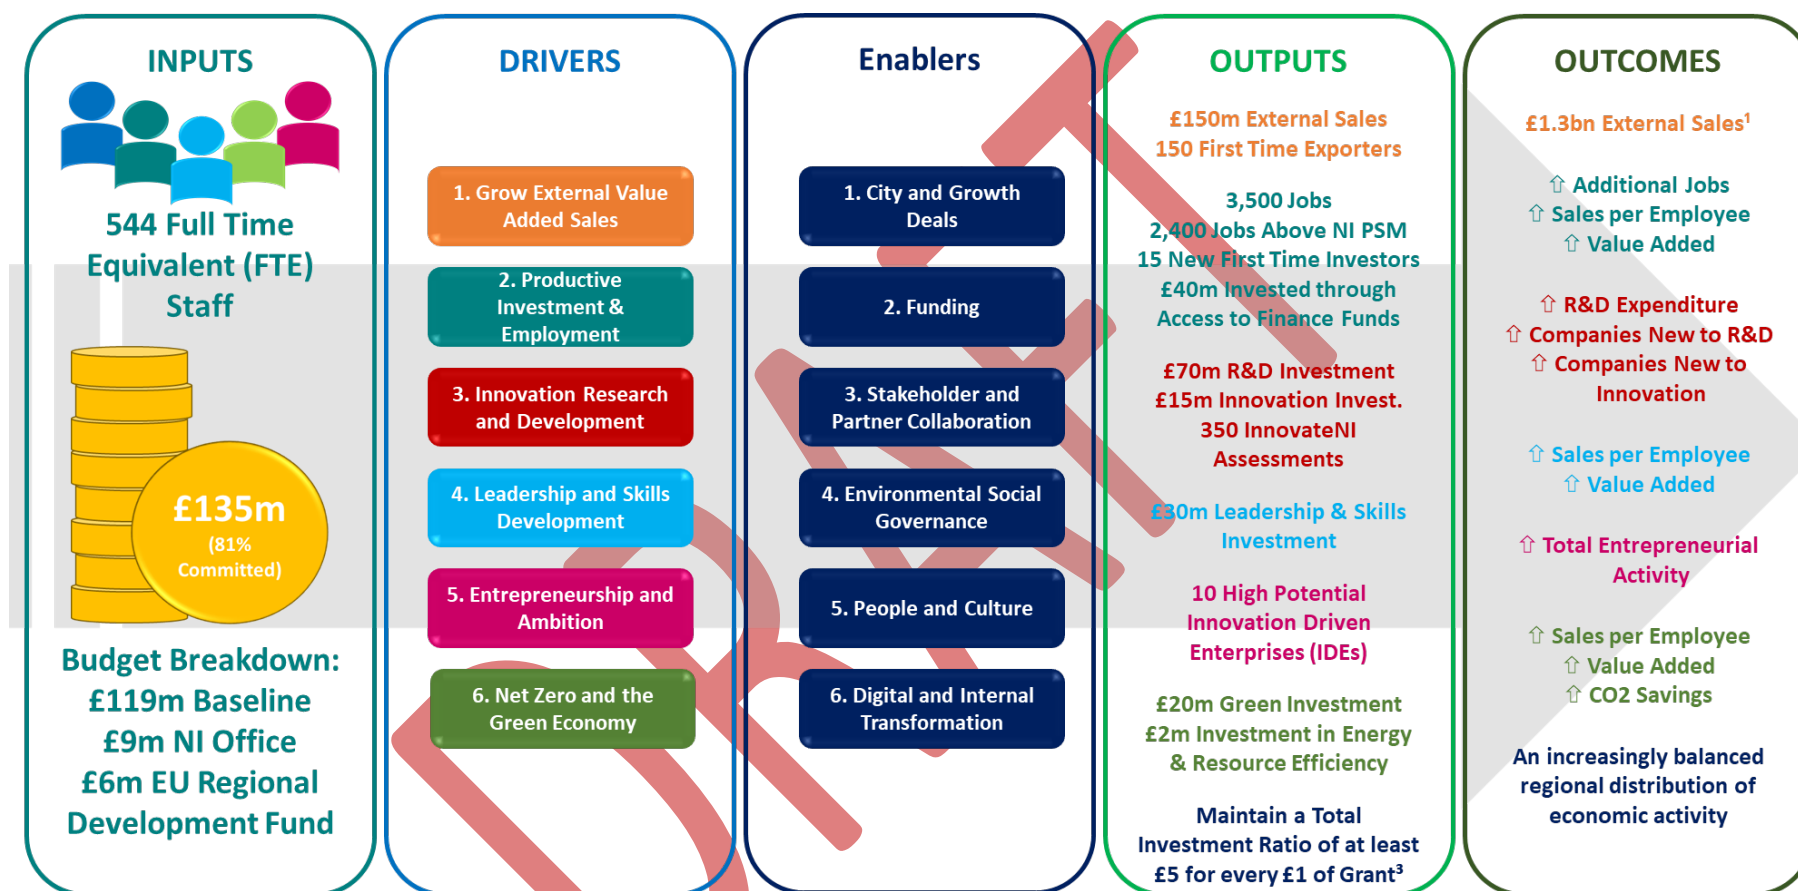 INPUTS
544 Full Time
Equivalent (FTE)
Staff
£135m
(81%
Committed)
Budget Breakdown:
£119m Baseline
£9m NI Office
£6m EU Regional
Development Fund
DRIVERS
1. Grow External Value
Added Sales
2. Productive
Investment &
Employment
3. Innovation Research
and Development
4. Leadership and Skills
Development
5. Entrepreneurship and
Ambition
6. Net Zero and the
Green Economy
Enablers
1. City and Growth
Deals
2. Funding
3. Stakeholder and
Partner Collaboration
4. Environmental Social
Governance
5. People and Culture
6. Digital and Internal
Transformation
OUTPUTS
£150m External Sales
150 First Time Exporters
3,500 Jobs
2,400 Jobs Above NI PSM
15 New First Time Investors
£40m Invested through
Access to Finance Funds
£70m R&D Investment
£15m Innovation Invest.
350 InnovateNI
Assessments
£30m Leadership & Skills
Investment
10 High Potential
Innovation Driven
Enterprises (IDEs)
£20m Green Investment
£2m Investment in Energy
& Resource Efficiency
Maintain a Total
Investment Ratio of at least
£5 for every £1 of Grant³
OUTCOMES
£1.3bn External Sales¹
⇧ Additional Jobs
⇧ Sales per Employee
⇧ Value Added
⇧ R&D Expenditure
⇧ Companies New to R&D
⇧ Companies New to
Innovation
⇧ Sales per Employee
⇧ Value Added
⇧ Total Entrepreneurial
Activity
⇧ Sales per Employee
⇧ Value Added
⇧ CO2 Savings
An increasingly balanced
regional distribution of
economic activity
DRAFT